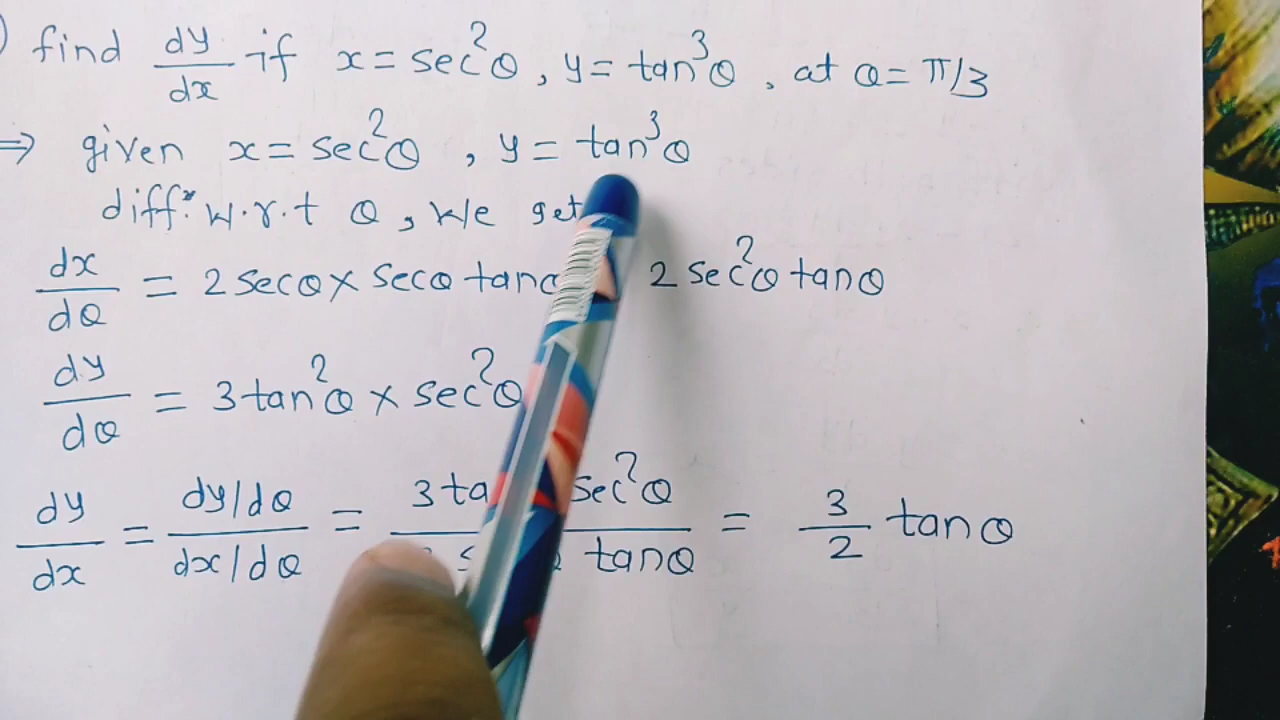 ) find dy/dx if x = sec²θ, y = tan³θ, at θ = π/3
⇒ given x = sec²θ, y = tan³θ
diff. w.r.t θ, we get
dx/dθ = 2 secθ × secθ tanθ 2 sec²θ tanθ
dy/dθ = 3 tan²θ × sec²θ
dy/dx = dy/dθ / dx/dθ = 3 ta sec²θ / tanθ = 3/2 tanθ